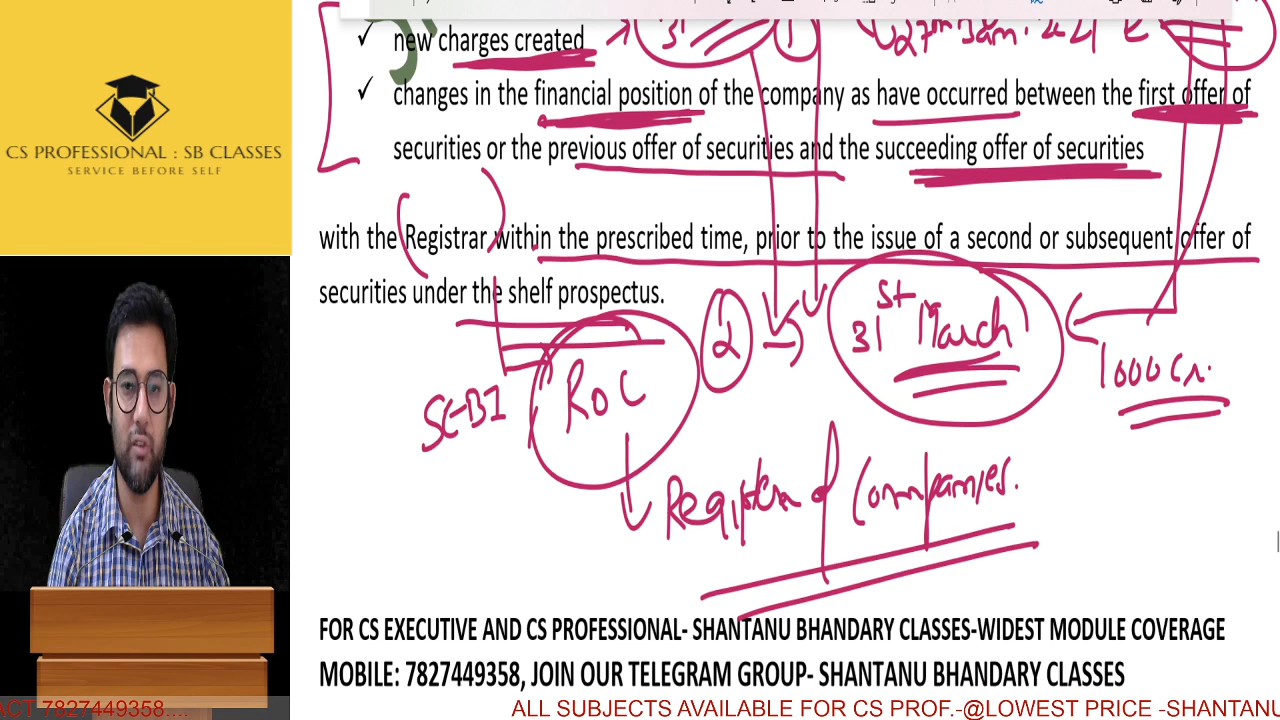 CS PROFESSIONAL : SB CLASSES
SERVICE BEFORE SELF
✓ new charges created
✓ changes in the financial position of the company as have occurred between the first offer of
securities or the previous offer of securities and the succeeding offer of securities
with the Registrar within the prescribed time, prior to the issue of a second or subsequent offer of
securities under the shelf prospectus.
2
31st March
1000 Cr.
SEBI
ROC
Registrar of Companies.
FOR CS EXECUTIVE AND CS PROFESSIONAL- SHANTANU BHANDARY CLASSES-WIDEST MODULE COVERAGE
MOBILE: 7827449358, JOIN OUR TELEGRAM GROUP- SHANTANU BHANDARY CLASSES
ACT 7827449358.... ALL SUBJECTS AVAILABLE FOR CS PROF.-@LOWEST PRICE -SHANTANU